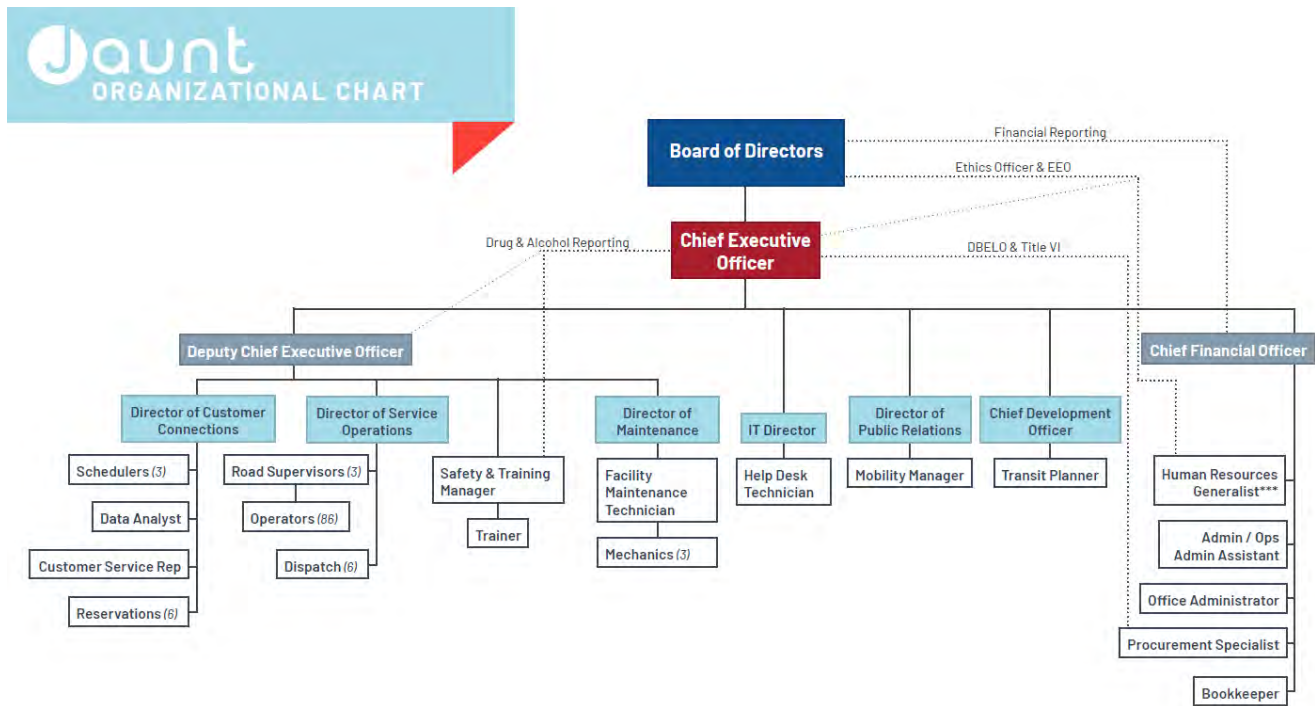 Jaunt
ORGANIZATIONAL CHART
Board of Directors
Financial Reporting
Ethics Officer & EEO
Chief Executive
Officer
Drug & Alcohol Reporting
DBELO & Title VI
Deputy Chief Executive Officer
Chief Financial Officer
Director of Customer
Connections
Director of Service
Operations
Director of
Maintenance
IT Director
Director of
Public Relations
Chief Development
Officer
Schedulers (3)
Data Analyst
Customer Service Rep
Reservations (6)
Road Supervisors (3)
Operators (86)
Dispatch (6)
Safety & Training
Manager
Trainer
Facility
Maintenance
Technician
Mechanics (3)
Help Desk
Technician
Mobility Manager
Transit Planner
Human Resources
Generalist***
Admin / Ops
Admin Assistant
Office Administrator
Procurement Specialist
Bookkeeper